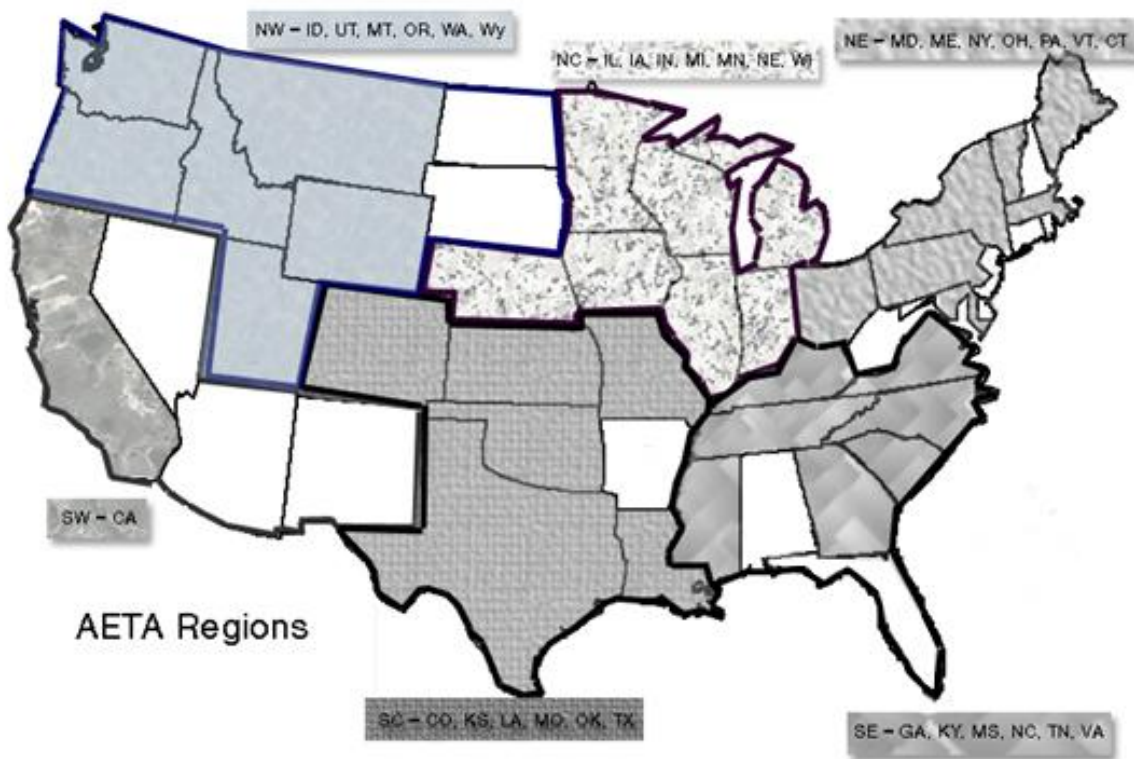 NW - ID, UT, MT, OR, WA, Wy
NE - MD, ME, NY, OH, PA, VT, CT
NC - IL, IA, IN, MI, MN, NE, WI
SW - CA
AETA Regions
SC - CO, KS, LA, MO, OK, TX
SE - GA, KY, MS, NC, TN, VA